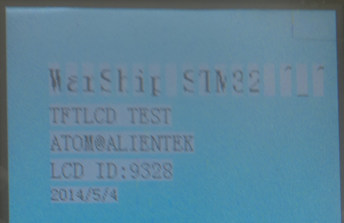 WarShip STM32 ^_^
TFTLCD TEST
ATOM@ALIENTEK
LCD ID:9328
2014/5/4